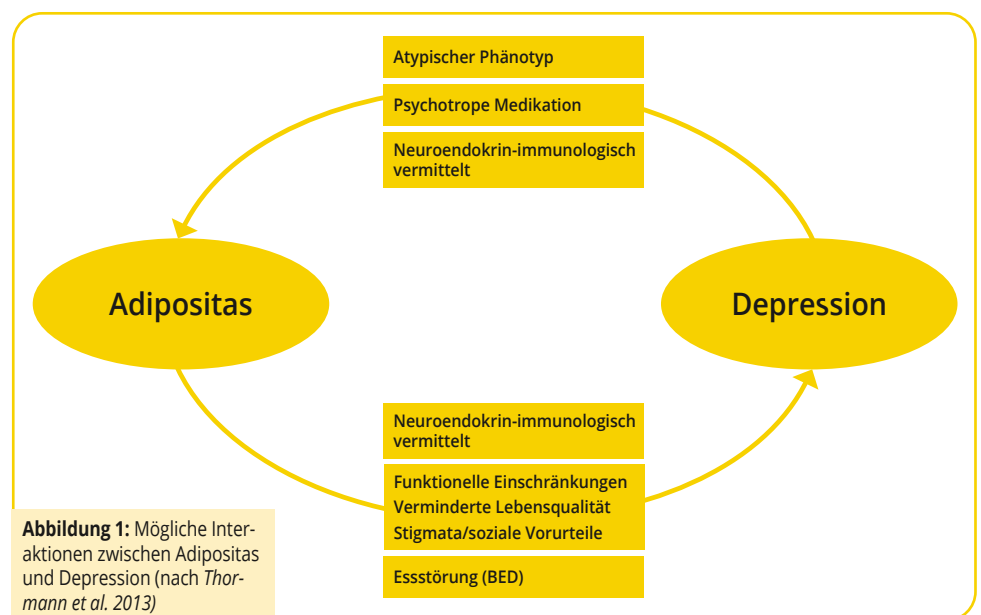 Atypischer Phänotyp
Psychotrope Medikation
Neuroendokrin-immunologisch
vermittelt
Adipositas
Depression
Neuroendokrin-immunologisch
vermittelt
Funktionelle Einschränkungen
Verminderte Lebensqualität
Stigmata/soziale Vorurteile
Essstörung (BED)
Abbildung 1: Mögliche Inter-
aktionen zwischen Adipositas
und Depression (nach Thor-
mann et al. 2013)